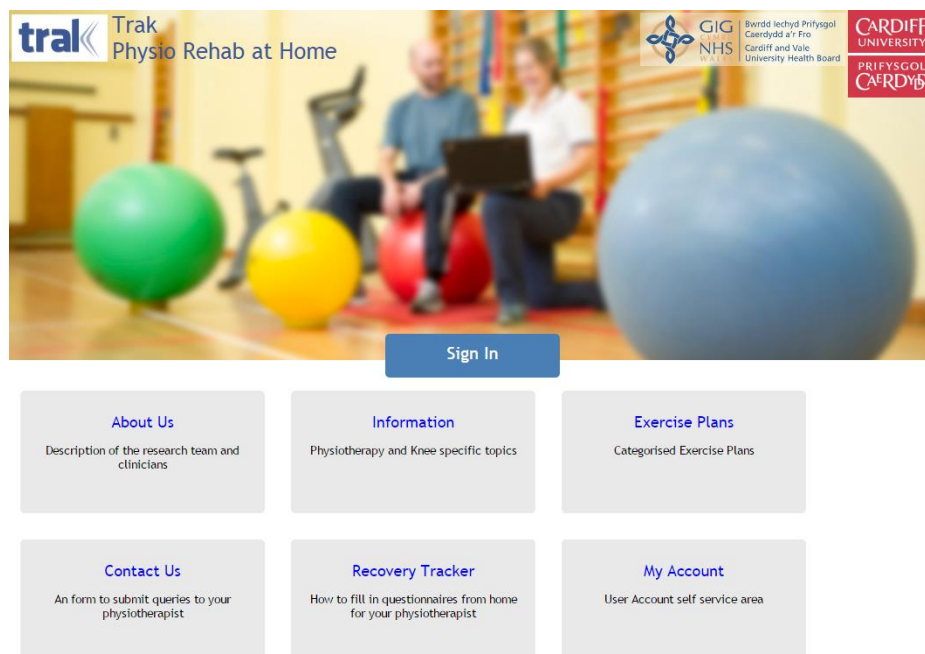 trak
Trak
Physio Rehab at Home
GIG
CYMRU
NHS
WALES
Bwrdd Iechyd Prifysgol
Caerdydd a'r Fro
Cardiff and Vale
University Health Board
CARDIFF
UNIVERSITY
PRIFYSGOL
CAERDYDD
Sign In
About Us
Description of the research team and
clinicians
Information
Physiotherapy and Knee specific topics
Exercise Plans
Categorised Exercise Plans
Contact Us
An form to submit queries to your
physiotherapist
Recovery Tracker
How to fill in questionnaires from home
for your physiotherapist
My Account
User Account self service area